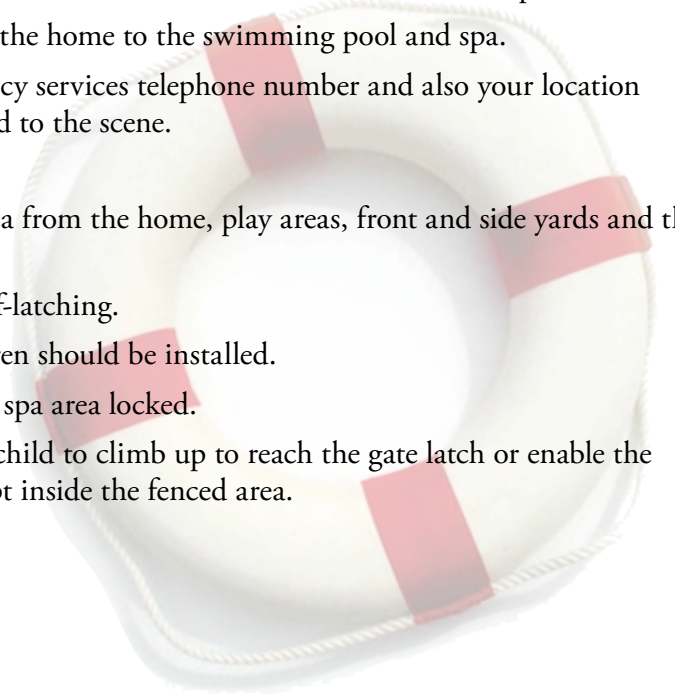 the home to the swimming pool and spa.
cy services telephone number and also your location
d to the scene.
a from the home, play areas, front and side yards and
f-latching.
en should be installed.
spa area locked.
child to climb up to reach the gate latch or enable the
t inside the fenced area.